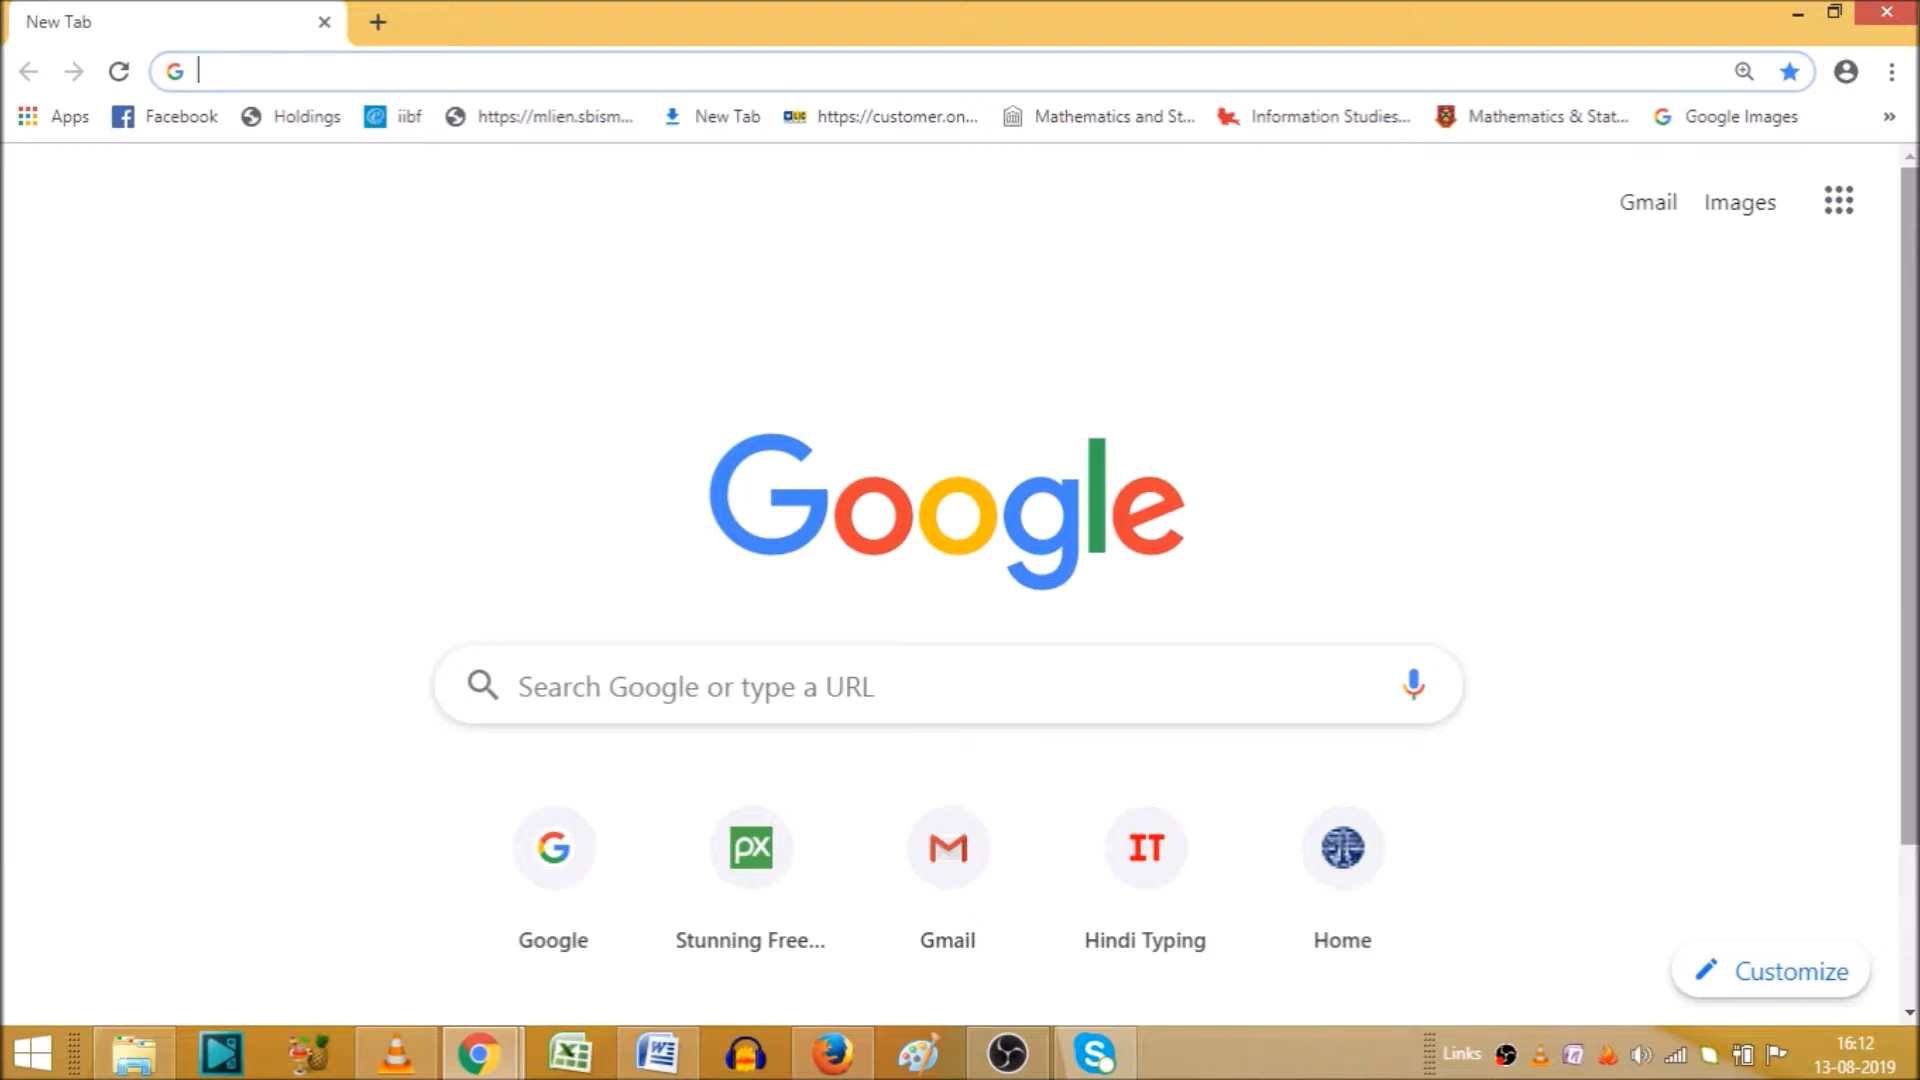 New Tab
Apps Facebook Holdings iibf https://mlien.sbism... New Tab https://customer.on... Mathematics and St... Information Studies... Mathematics & Stat... Google Images »
Gmail Images
Google
Search Google or type a URL
px IT
Google Stunning Free... Gmail Hindi Typing Home
Customize
Links 16:12
13-08-2019